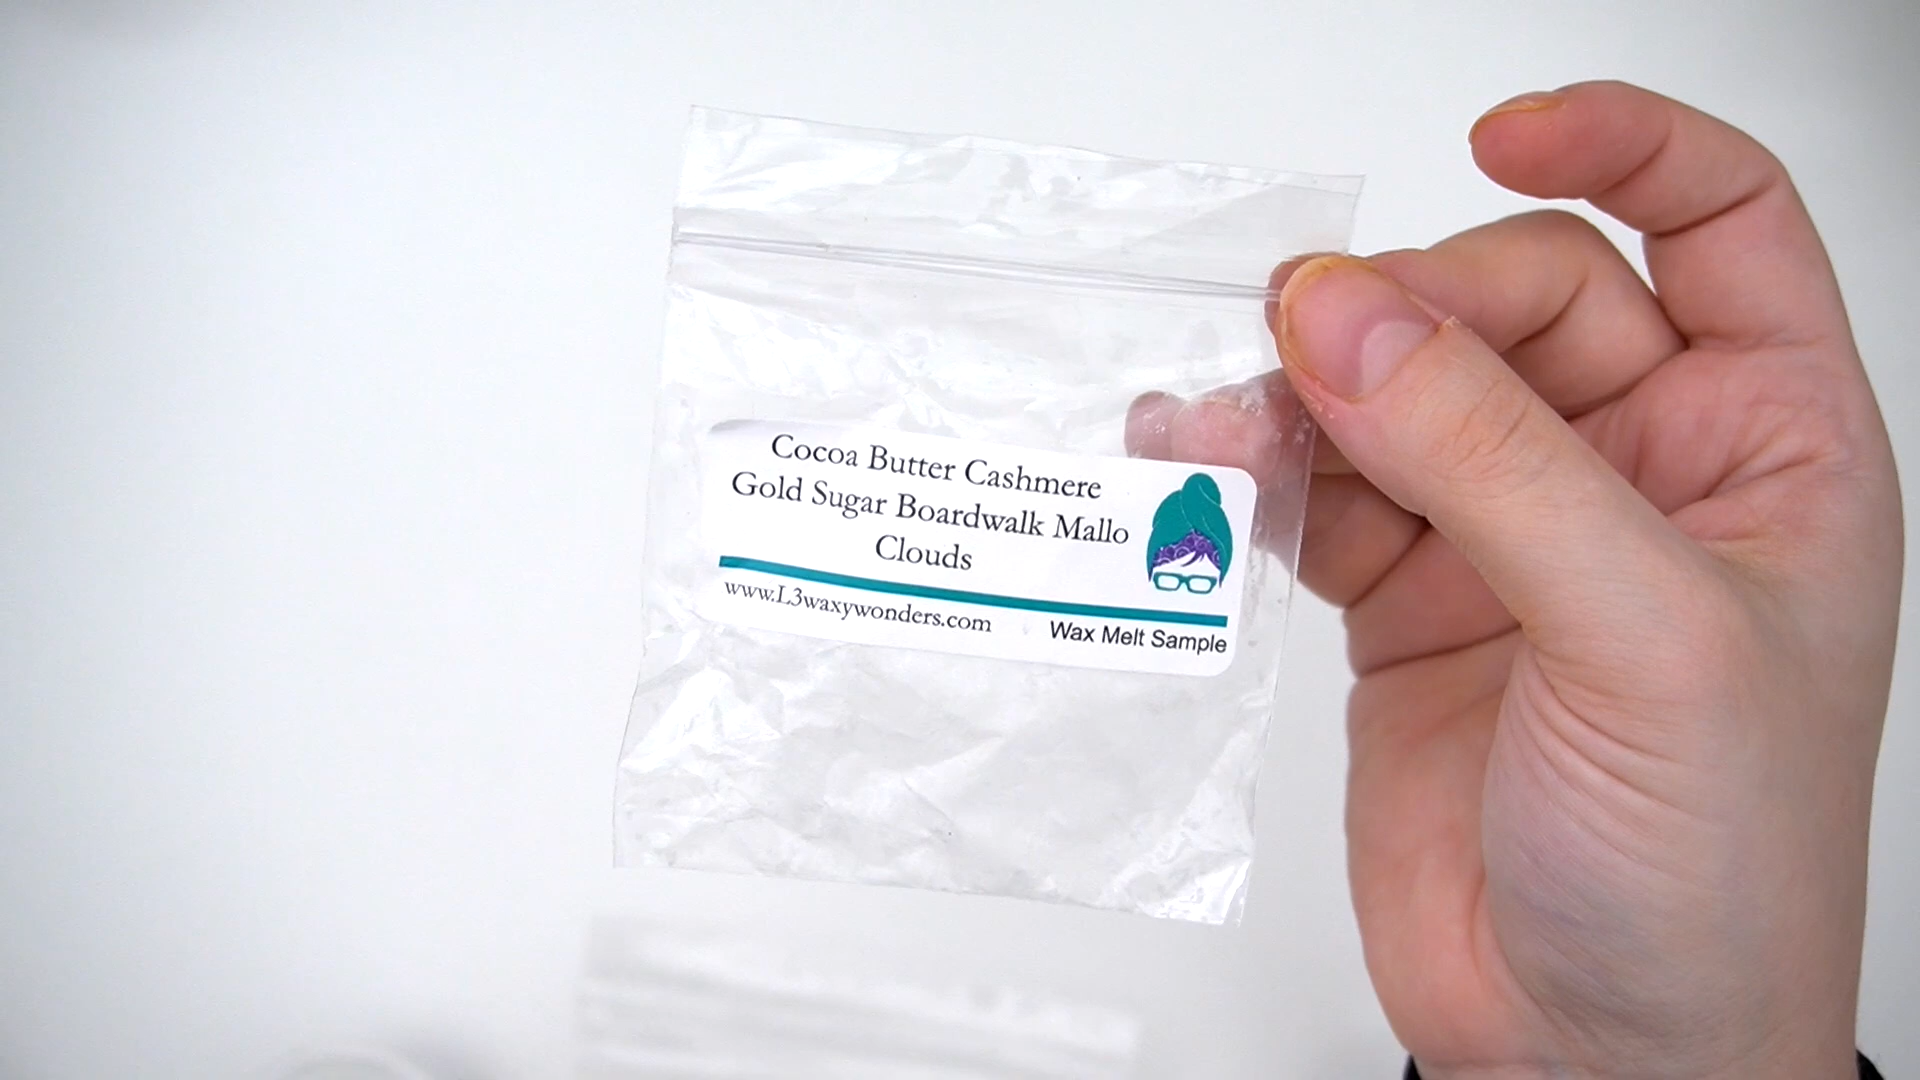 Cocoa Butter Cashmere
Gold Sugar Boardwalk Mallo
Clouds
www.L3waxywonders.com
Wax Melt Sample